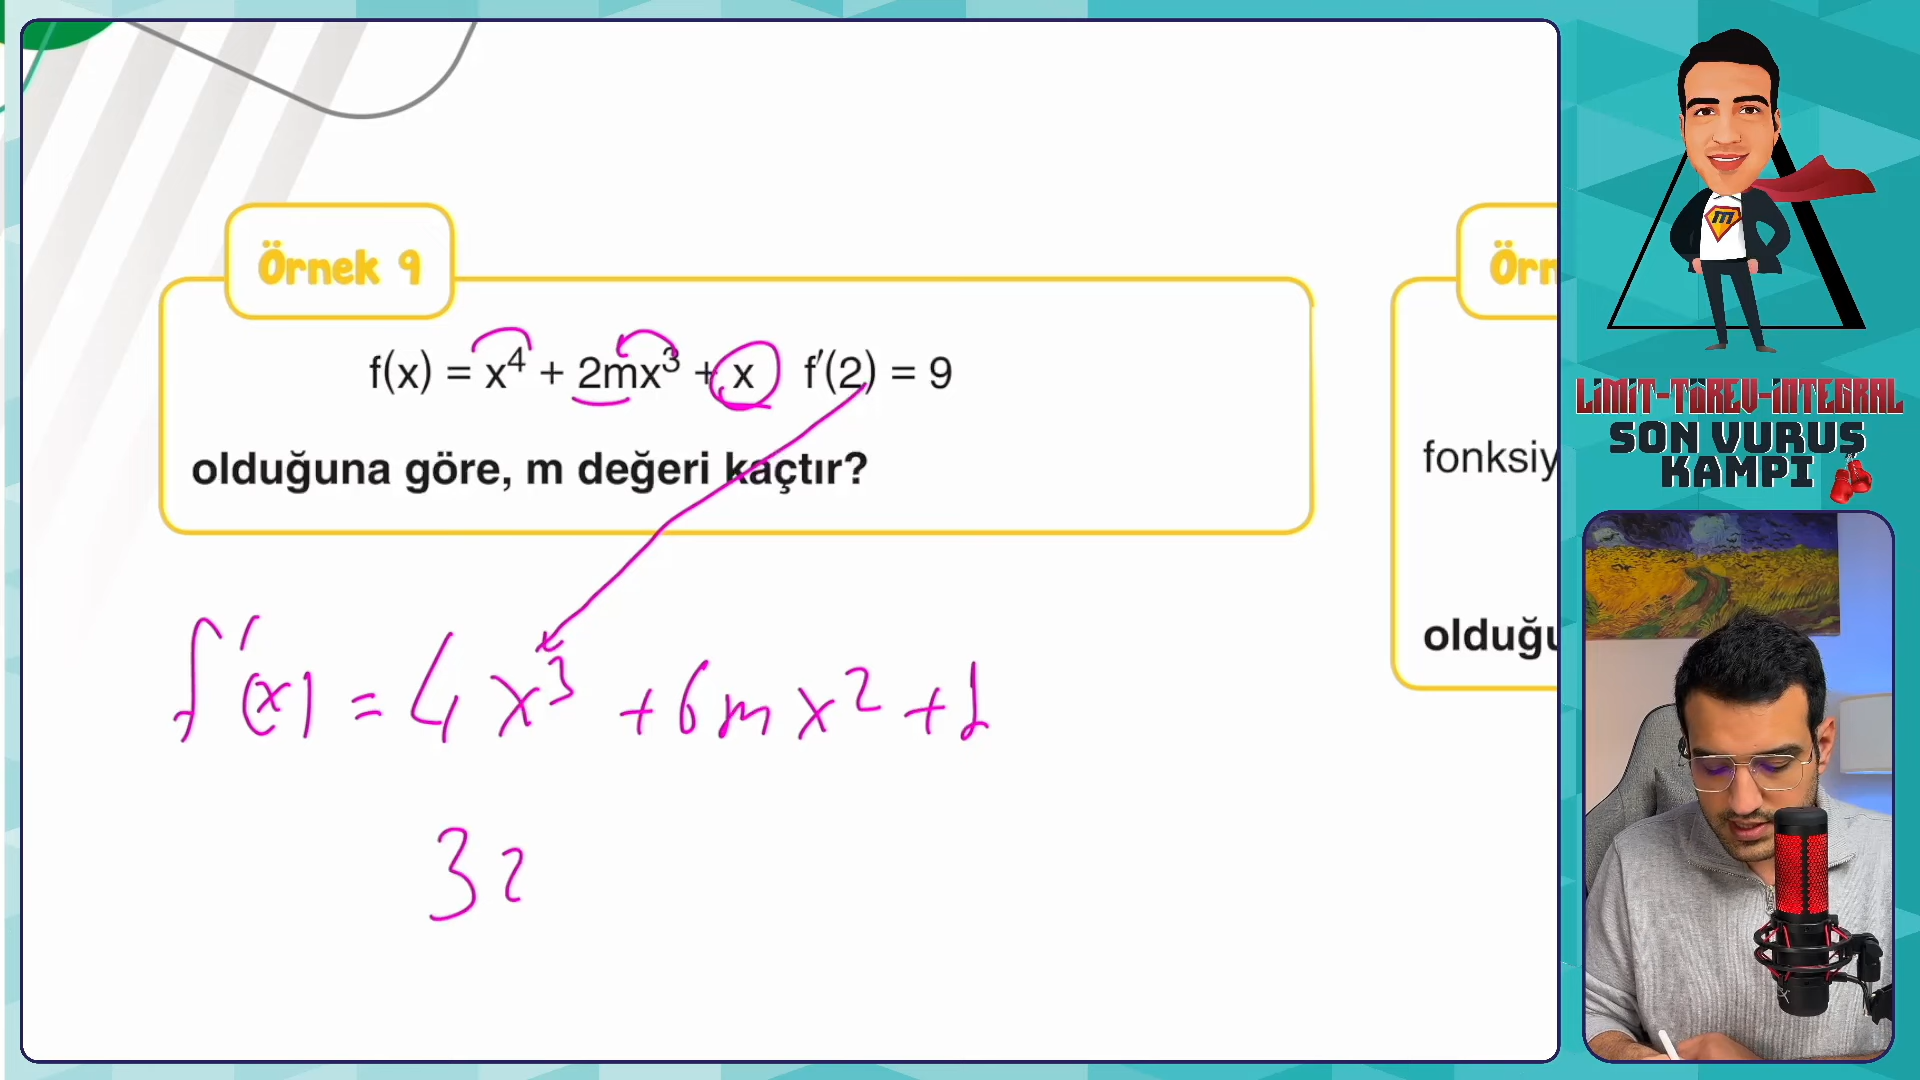 Örnek 9
f(x) = x⁴ + 2mx³ + x f′(2) = 9
olduğuna göre, m değeri kaçtır?
f′(x) = 4x³ + 6mx² + 1
32
Örn
fonksiy
olduğu
m
LİMİT-TÜREV-İNTEGRAL
SON VURUŞ
KAMPI